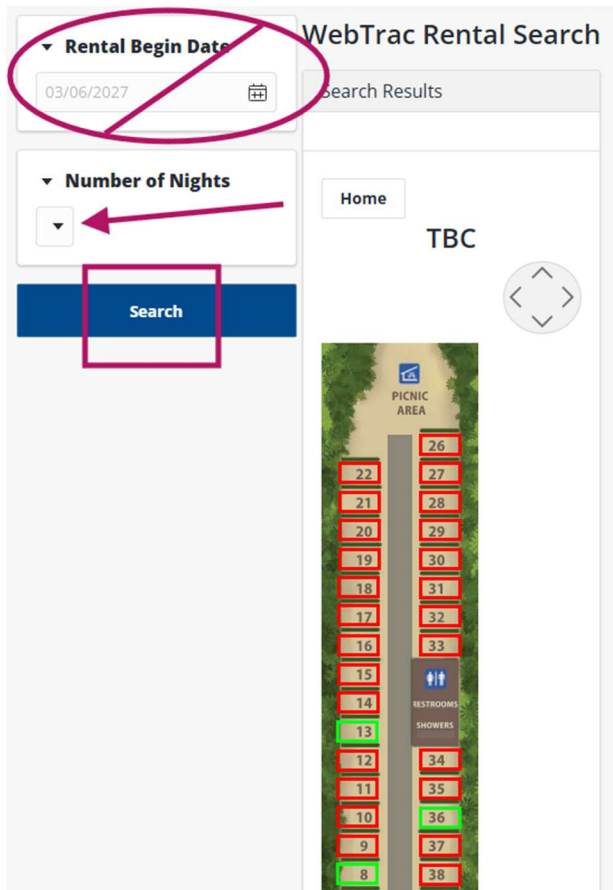 Rental Begin Date
03/06/2027
Number of Nights
Search
WebTrac Rental Search
Search Results
Home
TBC
PICNIC
AREA
26
22 27
21 28
20 29
19 30
18 31
17 32
16 33
15
14 RESTROOMS
13 SHOWERS
12 34
11 35
10 36
9 37
8 38